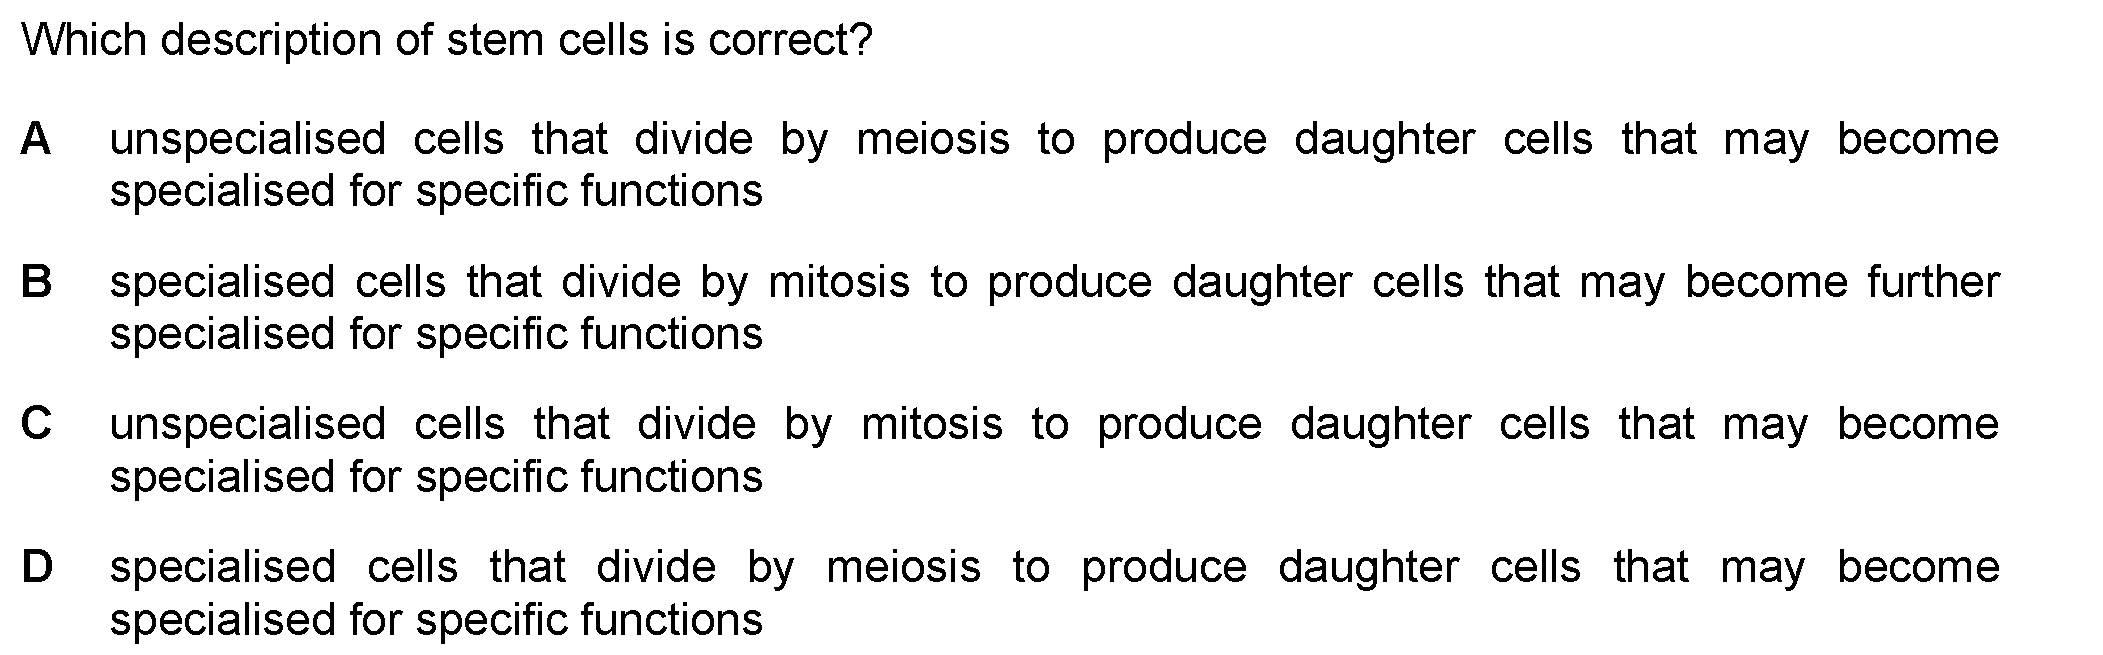 Which description of stem cells is correct?
A unspecialised cells that divide by meiosis to produce daughter cells that may become
specialised for specific functions
B specialised cells that divide by mitosis to produce daughter cells that may become further
specialised for specific functions
C unspecialised cells that divide by mitosis to produce daughter cells that may become
specialised for specific functions
D specialised cells that divide by meiosis to produce daughter cells that may become
specialised for specific functions